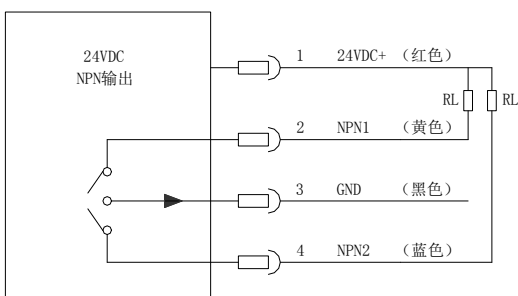 24VDC
NPN输出
1 24VDC+ （红色）
RL RL
2 NPN1 （黄色）
3 GND （黑色）
4 NPN2 （蓝色）